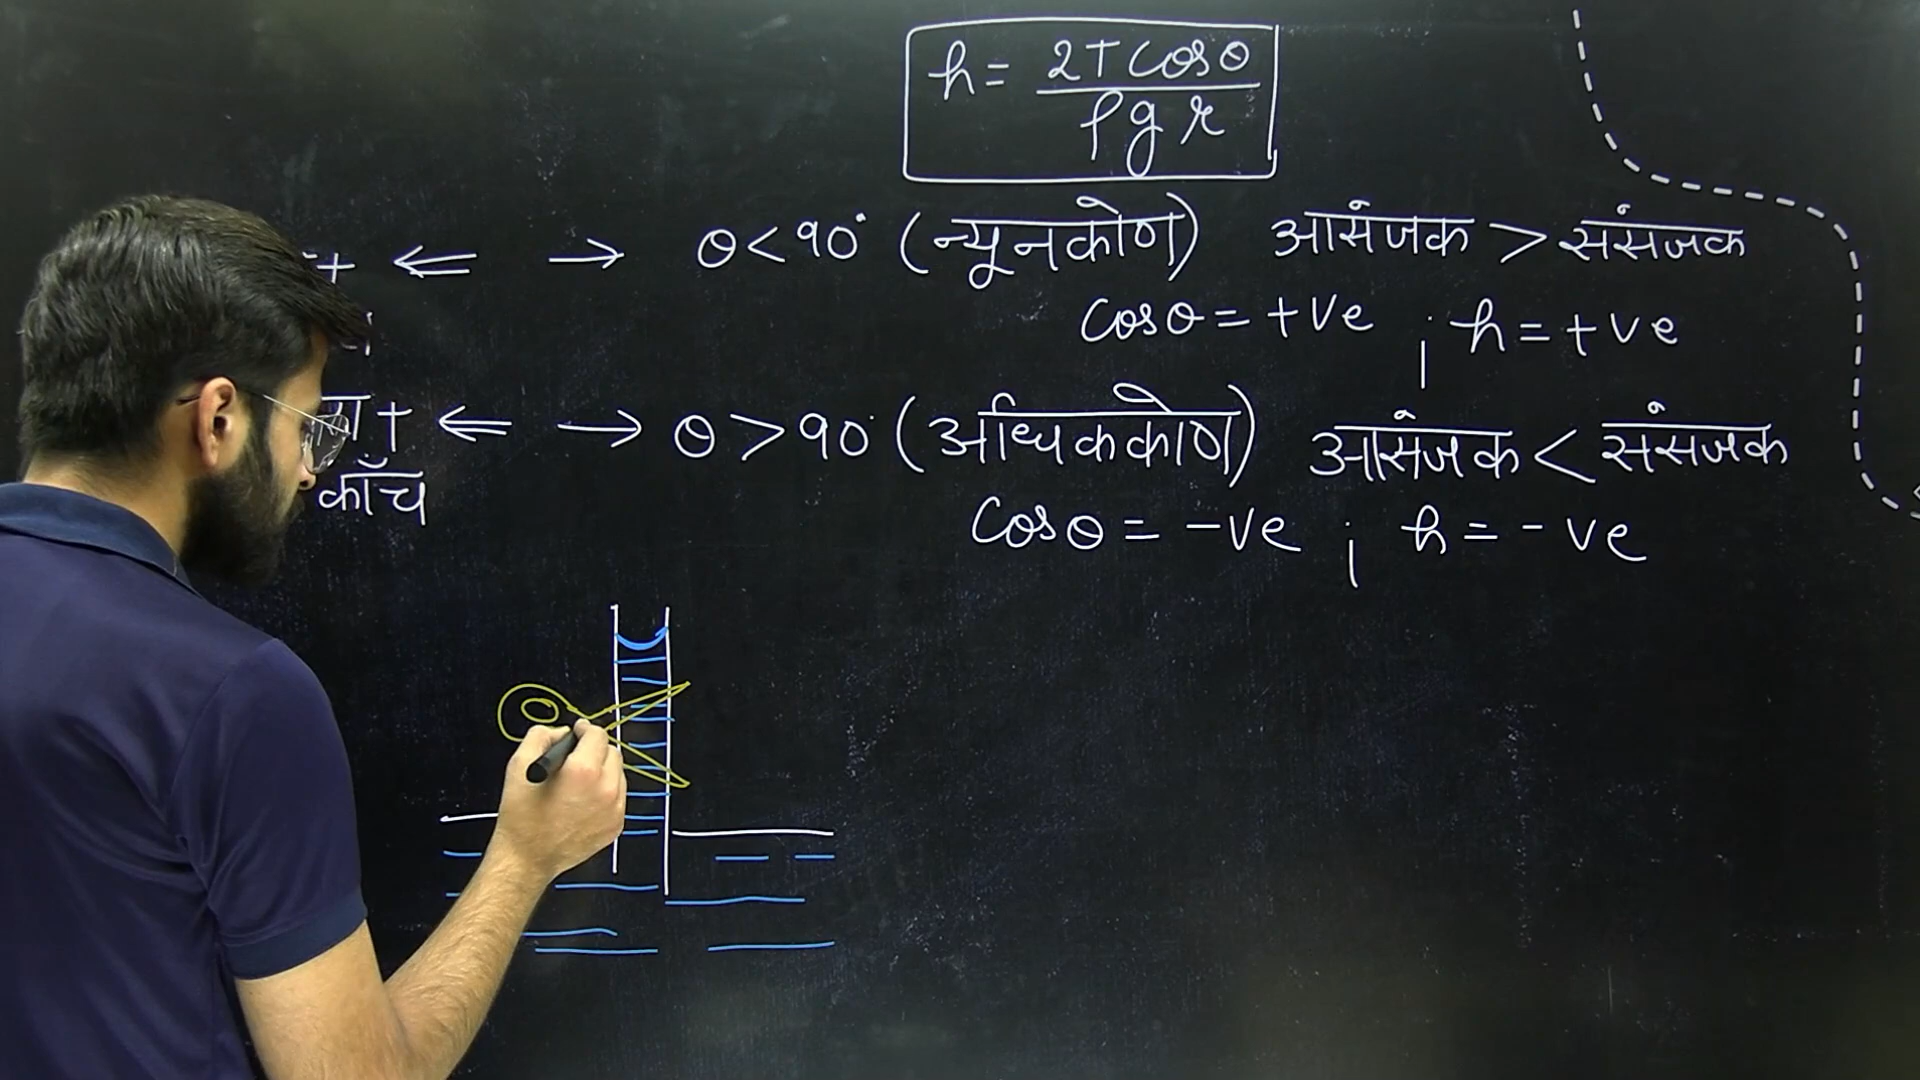 h = 2T cosθ / ρgr
+ ⇐ → θ < 90° (न्यूनकोण) आसंजक > संसंजक
cosθ = +ve ; h = +ve
+ ⇐ → θ > 90° (अधिककोण) आसंजक < संसंजक
काँच
cosθ = -ve ; h = - ve